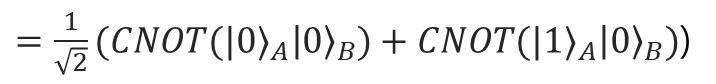 = 1/√2 (CNOT(|0⟩_A|0⟩_B) + CNOT(|1⟩_A|0⟩_B))